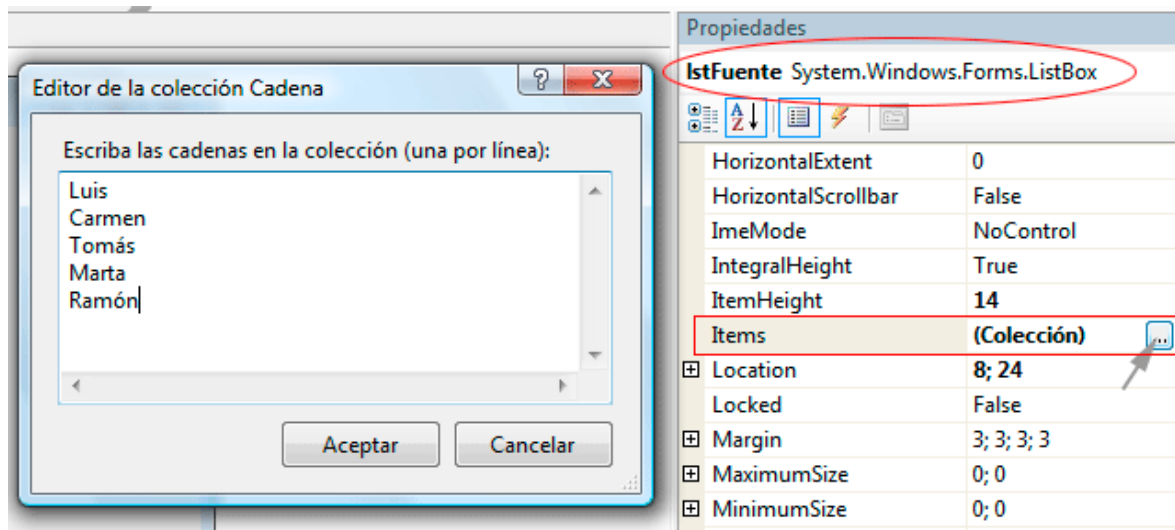 Editor de la colección Cadena
Escriba las cadenas en la colección (una por línea):
Luis
Carmen
Tomás
Marta
Ramón
Aceptar Cancelar
Propiedades
lstFuente System.Windows.Forms.ListBox
HorizontalExtent 0
HorizontalScrollbar False
ImeMode NoControl
IntegralHeight True
ItemHeight 14
Items (Colección) ...
Location 8; 24
Locked False
Margin 3; 3; 3; 3
MaximumSize 0; 0
MinimumSize 0; 0